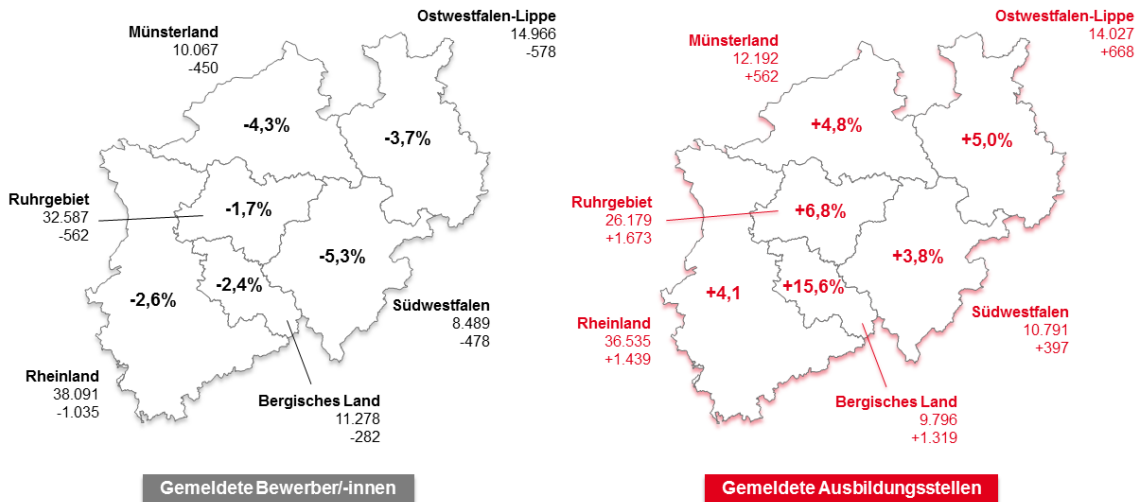 Münsterland
10.067
-450
Ostwestfalen-Lippe
14.966
-578
-4,3%
-3,7%
Ruhrgebiet
32.587
-562
-1,7%
-5,3%
-2,4%
-2,6%
Südwestfalen
8.489
-478
Rheinland
38.091
-1.035
Bergisches Land
11.278
-282
Gemeldete Bewerber/-innen
Münsterland
12.192
+562
Ostwestfalen-Lippe
14.027
+668
+4,8%
+5,0%
Ruhrgebiet
26.179
+1.673
+6,8%
+3,8%
+15,6%
+4,1
Rheinland
36.535
+1.439
Südwestfalen
10.791
+397
Bergisches Land
9.796
+1.319
Gemeldete Ausbildungsstellen